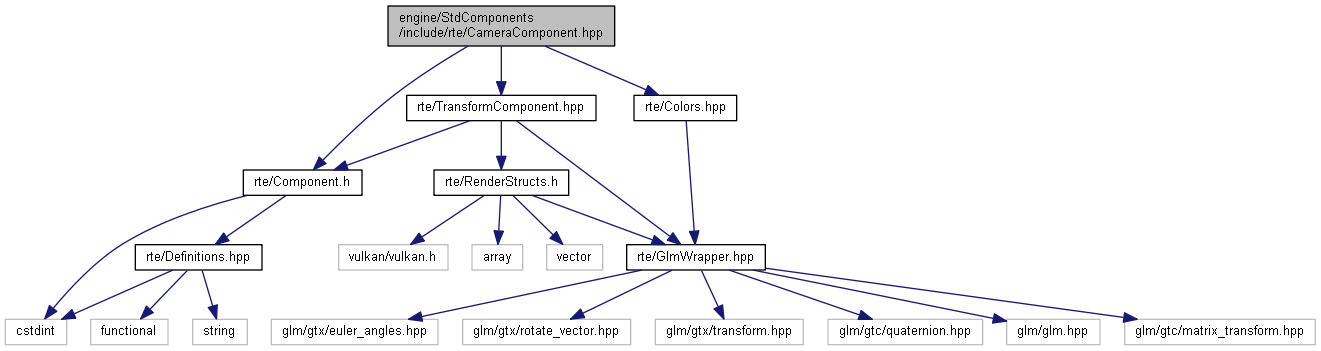 engine/StdComponents
/include/rte/CameraComponent.hpp
rte/TransformComponent.hpp
rte/Colors.hpp
rte/Component.h
rte/RenderStructs.h
rte/Definitions.hpp
vulkan/vulkan.h
array
vector
rte/GlmWrapper.hpp
cstdint
functional
string
glm/gtx/euler_angles.hpp
glm/gtx/rotate_vector.hpp
glm/gtx/transform.hpp
glm/gtc/quaternion.hpp
glm/glm.hpp
glm/gtc/matrix_transform.hpp